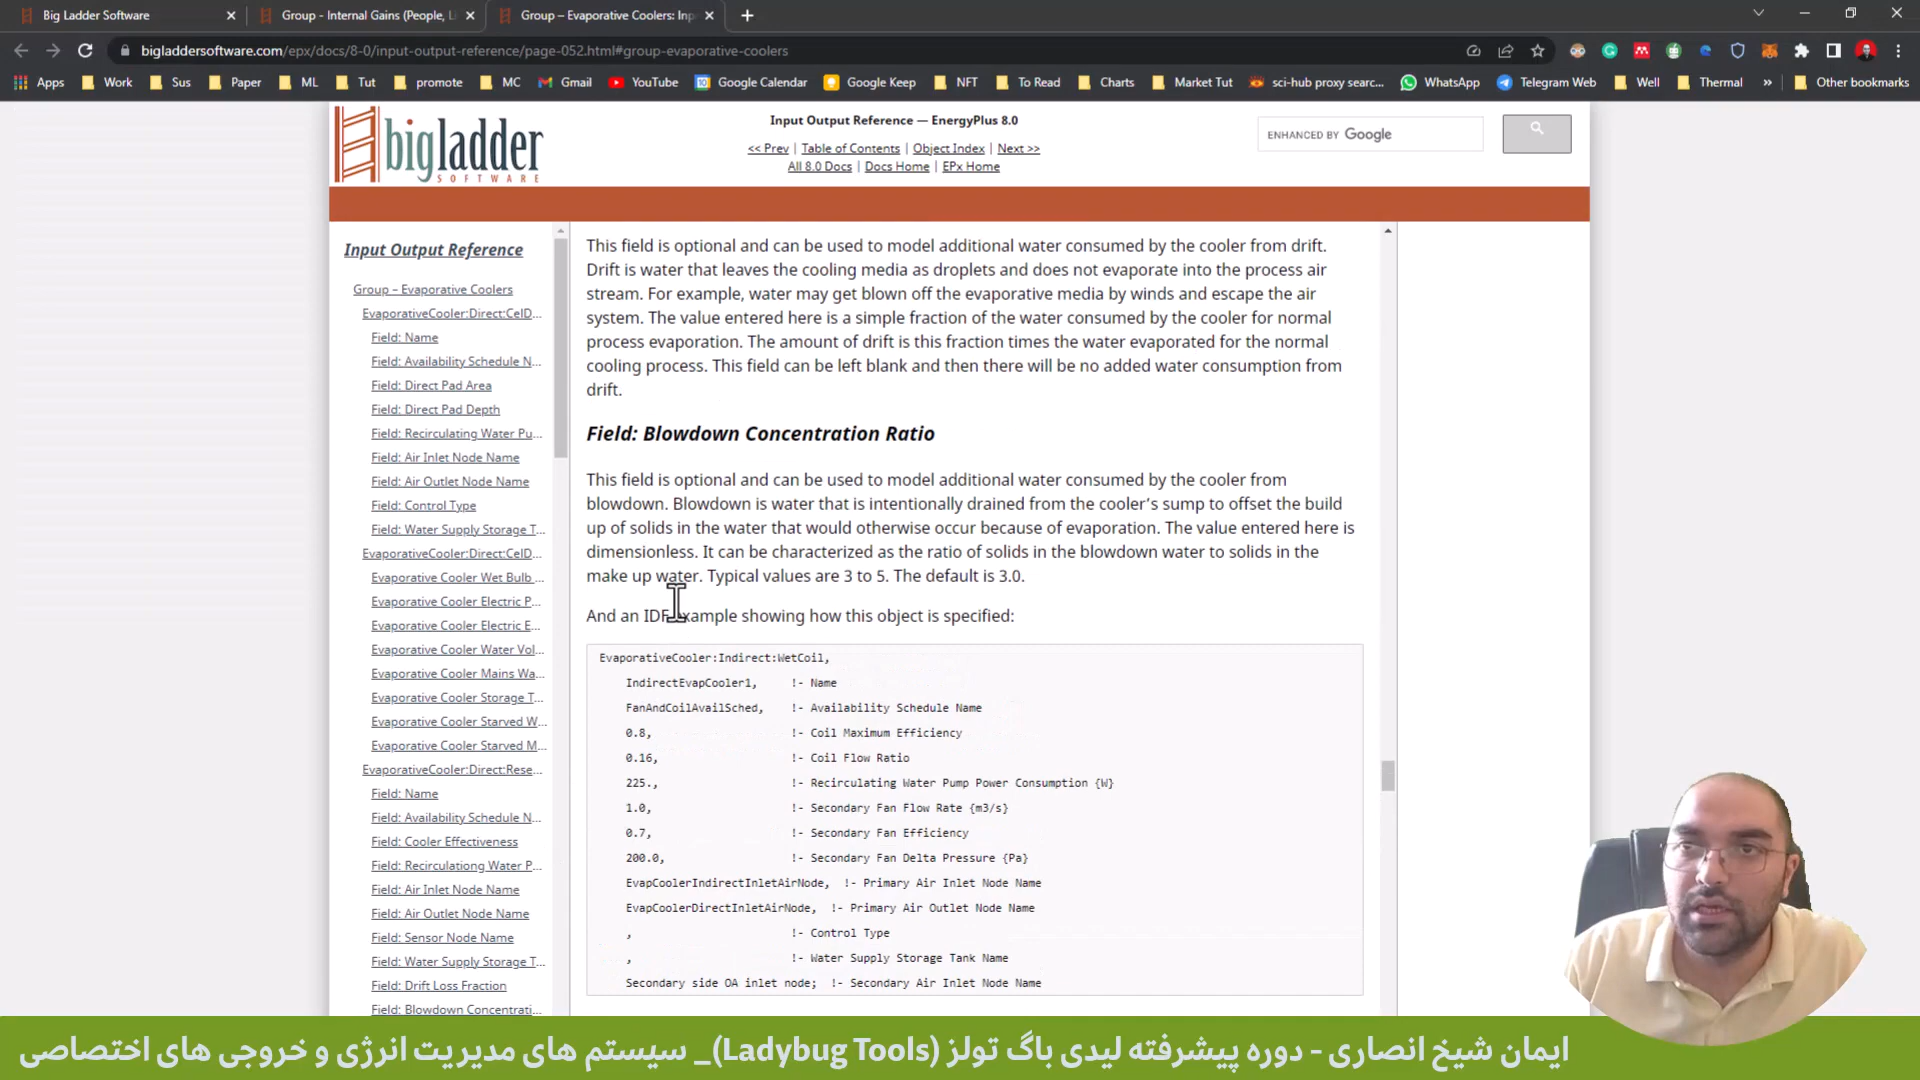 Big Ladder Software
Group - Internal Gains (People, Li
Group – Evaporative Coolers: Inp
bigladdersoftware.com/epx/docs/8-0/input-output-reference/page-052.html#group-evaporative-coolers
Apps Work Sus Paper ML Tut promote MC Gmail YouTube Google Calendar Google Keep NFT To Read Charts Market Tut sci-hub proxy searc... WhatsApp Telegram Web Well Thermal » Other bookmarks
bigladder
SOFTWARE
Input Output Reference — EnergyPlus 8.0
<< Prev | Table of Contents | Object Index | Next >>
All 8.0 Docs | Docs Home | EPx Home
ENHANCED BY Google
Input Output Reference
Group – Evaporative Coolers
EvaporativeCooler:Direct:CelD...
Field: Name
Field: Availability Schedule N...
Field: Direct Pad Area
Field: Direct Pad Depth
Field: Recirculating Water Pu...
Field: Air Inlet Node Name
Field: Air Outlet Node Name
Field: Control Type
Field: Water Supply Storage T...
EvaporativeCooler:Direct:CelD...
Evaporative Cooler Wet Bulb ...
Evaporative Cooler Electric P...
Evaporative Cooler Electric E...
Evaporative Cooler Water Vol...
Evaporative Cooler Mains Wa...
Evaporative Cooler Storage T...
Evaporative Cooler Starved W...
Evaporative Cooler Starved M...
EvaporativeCooler:Direct:Rese...
Field: Name
Field: Availability Schedule N...
Field: Cooler Effectiveness
Field: Recirculationg Water P...
Field: Air Inlet Node Name
Field: Air Outlet Node Name
Field: Sensor Node Name
Field: Water Supply Storage T...
Field: Drift Loss Fraction
Field: Blowdown Concentrati...
This field is optional and can be used to model additional water consumed by the cooler from drift.
Drift is water that leaves the cooling media as droplets and does not evaporate into the process air
stream. For example, water may get blown off the evaporative media by winds and escape the air
system. The value entered here is a simple fraction of the water consumed by the cooler for normal
process evaporation. The amount of drift is this fraction times the water evaporated for the normal
cooling process. This field can be left blank and then there will be no added water consumption from
drift.
Field: Blowdown Concentration Ratio
This field is optional and can be used to model additional water consumed by the cooler from
blowdown. Blowdown is water that is intentionally drained from the cooler's sump to offset the build
up of solids in the water that would otherwise occur because of evaporation. The value entered here is
dimensionless. It can be characterized as the ratio of solids in the blowdown water to solids in the
make up water. Typical values are 3 to 5. The default is 3.0.
And an IDF example showing how this object is specified:
EvaporativeCooler:Indirect:WetCoil,
IndirectEvapCooler1, !- Name
FanAndCoilAvailSched, !- Availability Schedule Name
0.8, !- Coil Maximum Efficiency
0.16, !- Coil Flow Ratio
225., !- Recirculating Water Pump Power Consumption {W}
1.0, !- Secondary Fan Flow Rate {m3/s}
0.7, !- Secondary Fan Efficiency
200.0, !- Secondary Fan Delta Pressure {Pa}
EvapCoolerIndirectInletAirNode, !- Primary Air Inlet Node Name
EvapCoolerDirectInletAirNode, !- Primary Air Outlet Node Name
, !- Control Type
, !- Water Supply Storage Tank Name
Secondary side OA inlet node; !- Secondary Air Inlet Node Name
ایمان شیخ انصاری - دوره پیشرفته لیدی باگ تولز (Ladybug Tools)_ سیستم های مدیریت انرژی و خروجی های اختصاصی